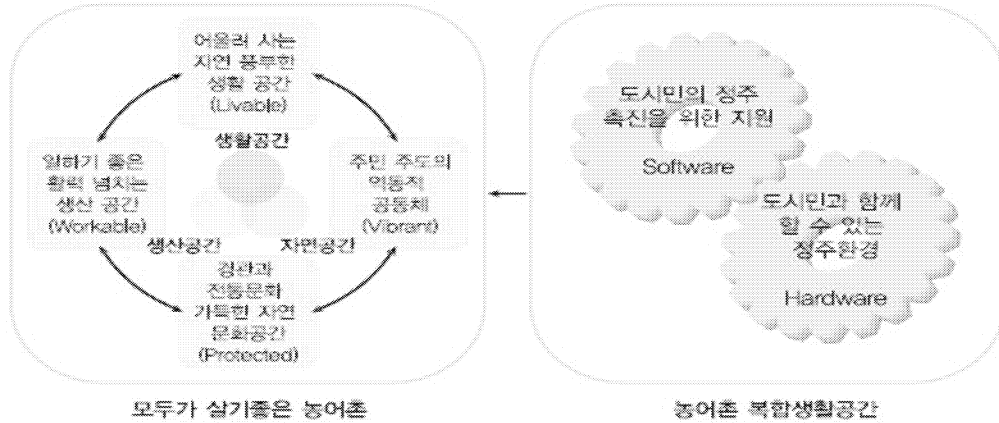 어울려 사는
자연 풍부한
생활 공간
(Livable)
생활공간
일하기 좋은
활력 넘치는
생산 공간
(Workable)
주민 주도의
역동적
공동체
(Vibrant)
생산공간
자연공간
경관과
전통문화
가득한 자연
문화공간
(Protected)
모두가 살기좋은 농어촌
도시민의 정주
촉진을 위한 지원
Software
도시민과 함께
할 수 있는
정주환경
Hardware
농어촌 복합생활공간